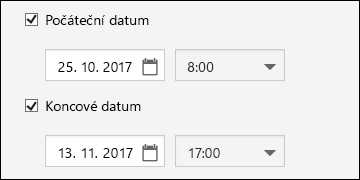 Počáteční datum
25. 10. 2017 8:00
Koncové datum
13. 11. 2017 17:00